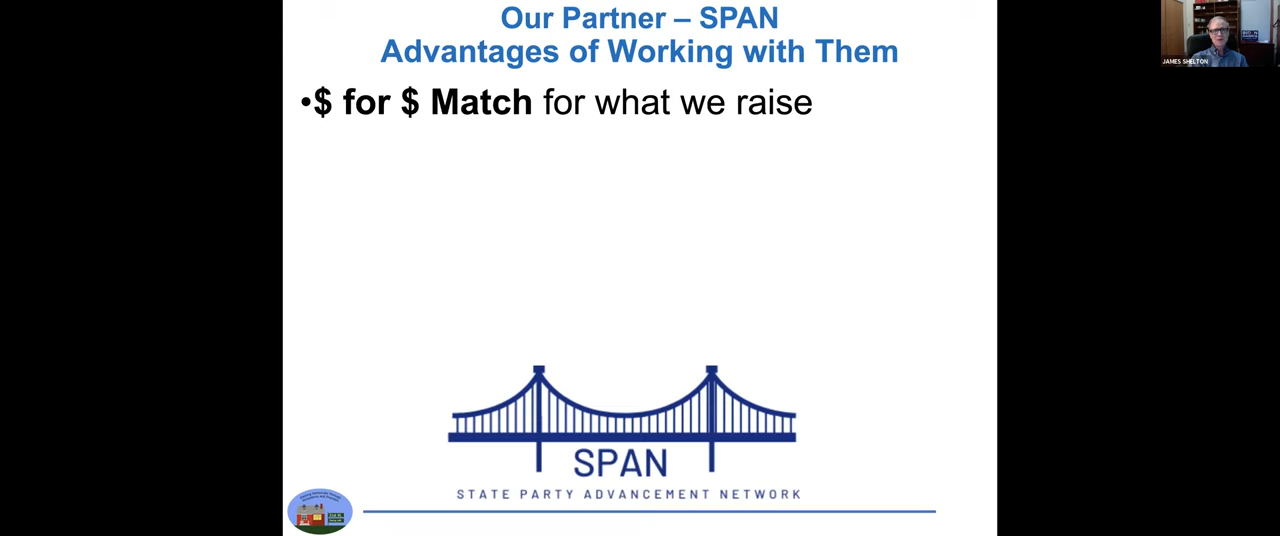 Our Partner – SPAN
Advantages of Working with Them
•$ for $ Match for what we raise
JAMES SHELTON
SPAN
STATE PARTY ADVANCEMENT NETWORK